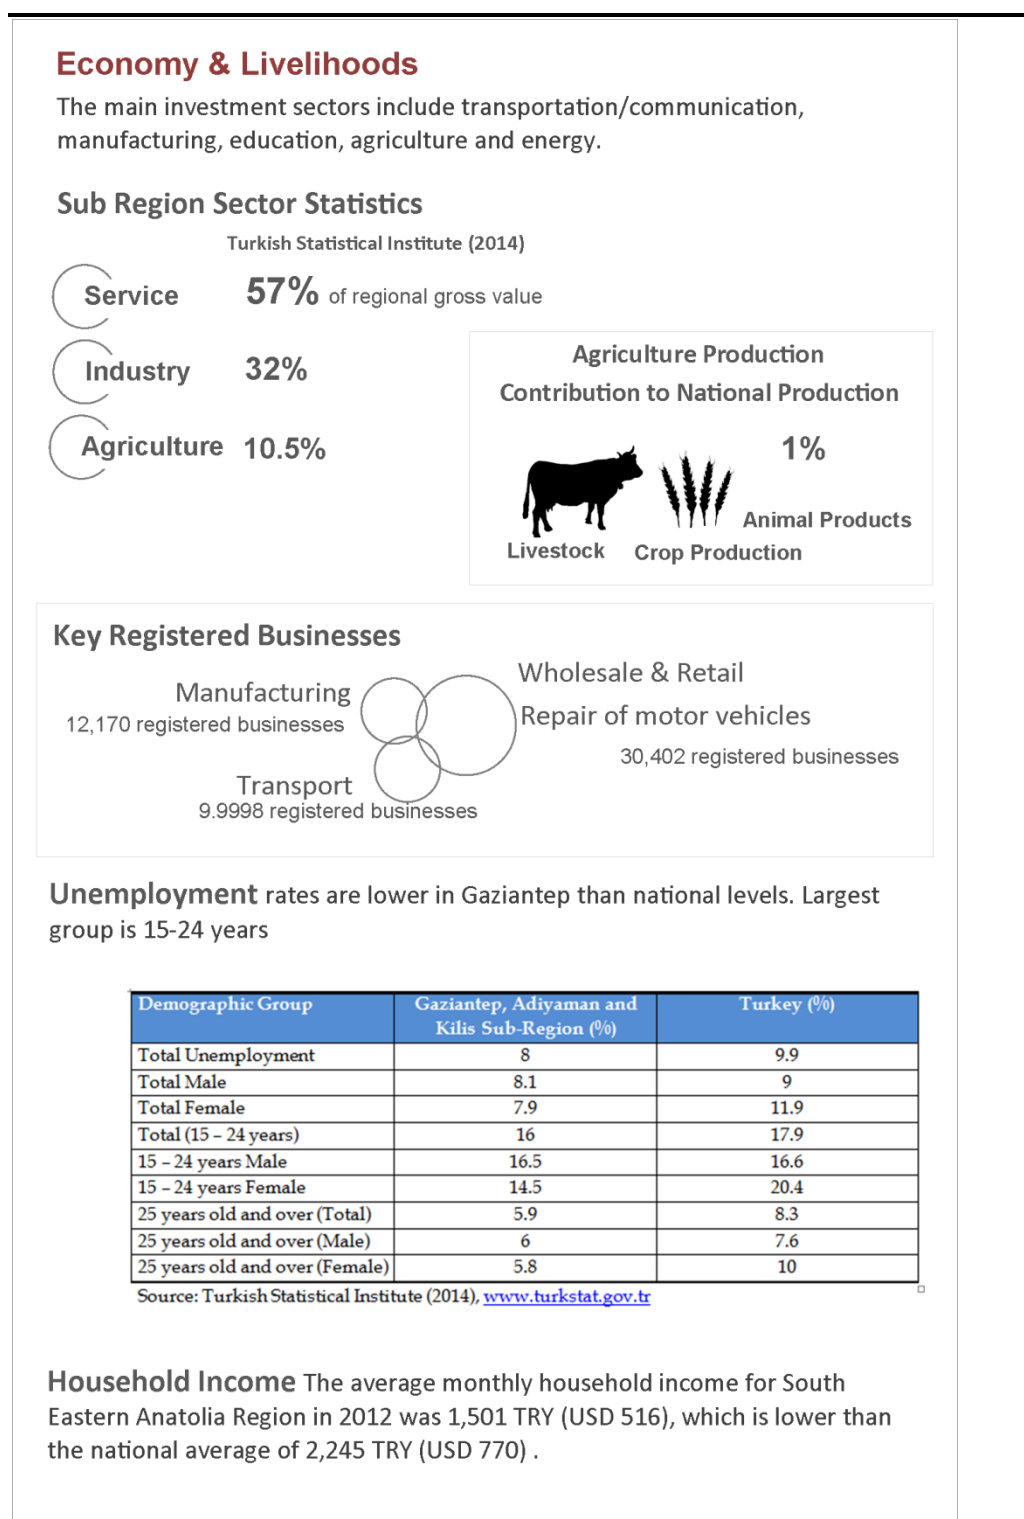 Economy & Livelihoods
The main investment sectors include transportation/communication,
manufacturing, education, agriculture and energy.
Sub Region Sector Statistics
Turkish Statistical Institute (2014)
Service 57% of regional gross value
Industry 32%
Agriculture 10.5%
Agriculture Production
Contribution to National Production
1%
Animal Products
Livestock Crop Production
Key Registered Businesses
Wholesale & Retail
Repair of motor vehicles
30,402 registered businesses
Manufacturing
12,170 registered businesses
Transport
9.9998 registered businesses
Unemployment rates are lower in Gaziantep than national levels. Largest
group is 15-24 years
Demographic Group | Gaziantep, Adiyaman and Kilis Sub-Region (%) | Turkey (%)
Total Unemployment 8 9.9
Total Male 8.1 9
Total Female 7.9 11.9
Total (15 – 24 years) 16 17.9
15 – 24 years Male 16.5 16.6
15 – 24 years Female 14.5 20.4
25 years old and over (Total) 5.9 8.3
25 years old and over (Male) 6 7.6
25 years old and over (Female) 5.8 10
Source: Turkish Statistical Institute (2014), www.turkstat.gov.tr
Household Income The average monthly household income for South
Eastern Anatolia Region in 2012 was 1,501 TRY (USD 516), which is lower than
the national average of 2,245 TRY (USD 770) .